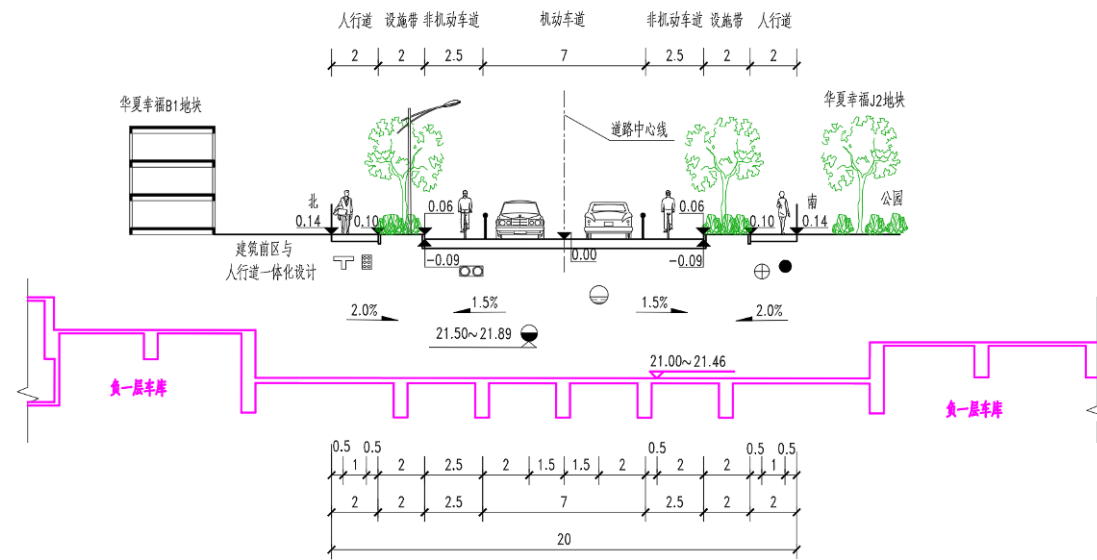 人行道 设施带 非机动车道 机动车道 非机动车道 设施带 人行道
2 2 2.5 7 2.5 2 2
华夏幸福B1地块
华夏幸福J2地块
道路中心线
北
南
公园
0.14 0.10 0.06 0.06 0.10 0.14
建筑前区与
人行道一体化设计
-0.09 0.00 -0.09
2.0% 1.5% 1.5% 2.0%
21.50~21.89
21.00~21.46
负一层车库
负一层车库
0.5 0.5 0.5 0.5 0.5
1 2 2.5 2 1.5 1.5 2 2 2 1
2 2 2.5 7 2.5 2 2
20